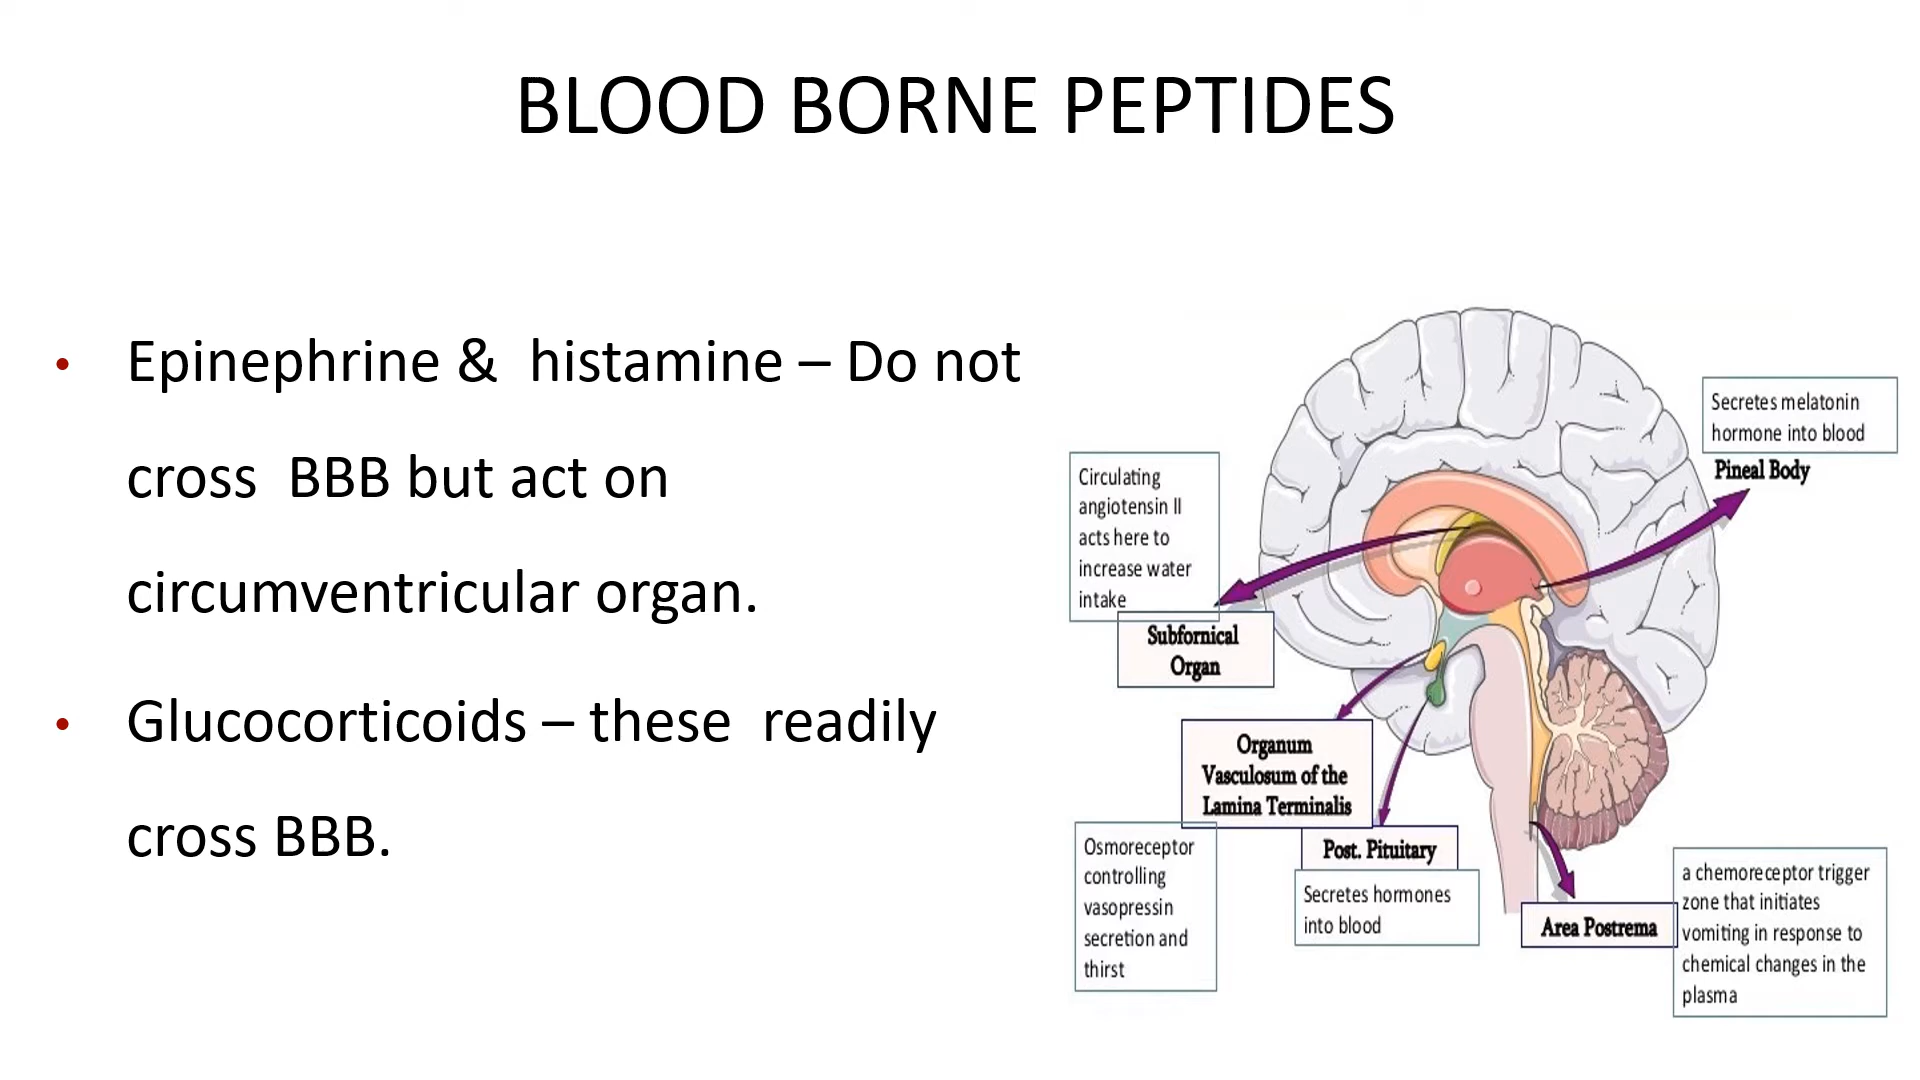 BLOOD BORNE PEPTIDES
• Epinephrine & histamine – Do not
cross BBB but act on
circumventricular organ.
• Glucocorticoids – these readily
cross BBB.
Secretes melatonin
hormone into blood
Pineal Body
Circulating
angiotensin II
acts here to
increase water
intake
Subfornical
Organ
Organum
Vasculosum of the
Lamina Terminalis
Osmoreceptor
controlling
vasopressin
secretion and
thirst
Post. Pituitary
Secretes hormones
into blood
Area Postrema
a chemoreceptor trigger
zone that initiates
vomiting in response to
chemical changes in the
plasma